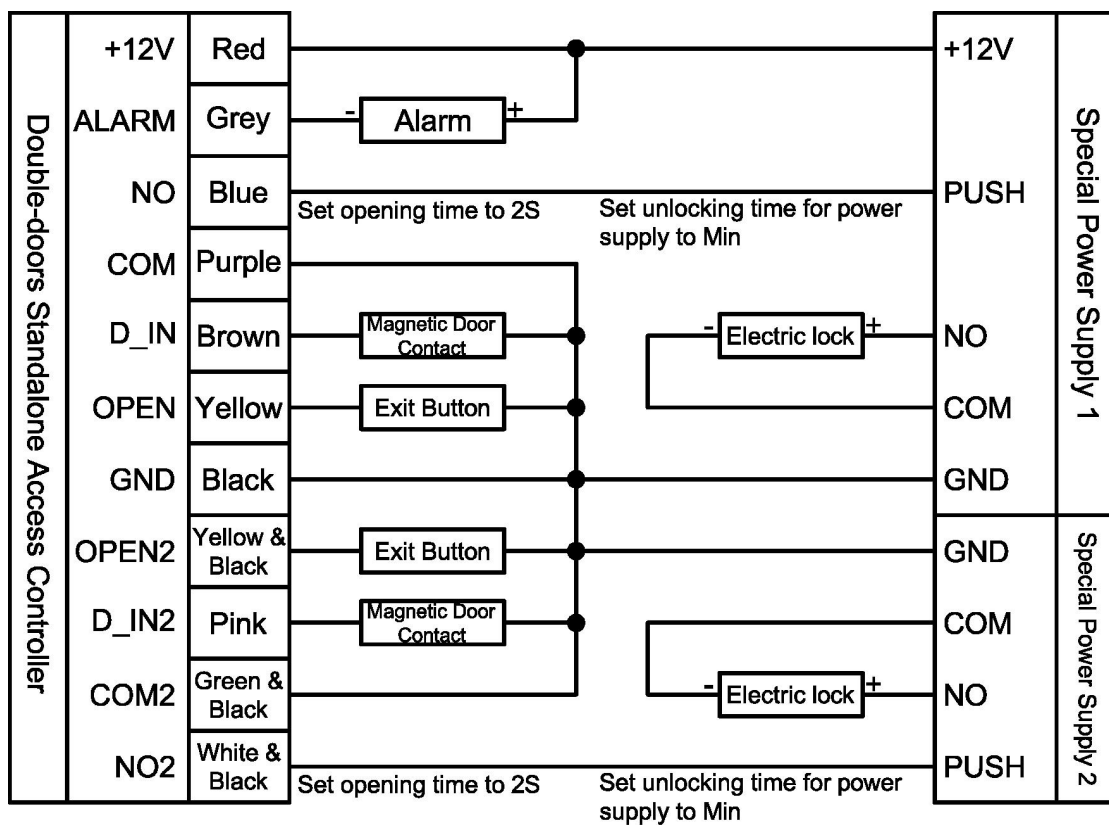 Double-doors Standalone Access Controller
+12V Red +12V
ALARM Grey - Alarm +
NO Blue PUSH
Set opening time to 2S Set unlocking time for power
supply to Min
COM Purple
D_IN Brown Magnetic Door
Contact - Electric lock + NO
OPEN Yellow Exit Button COM
GND Black GND
Special Power Supply 1
OPEN2 Yellow &
Black Exit Button GND
D_IN2 Pink Magnetic Door
Contact COM
COM2 Green &
Black - Electric lock + NO
NO2 White &
Black PUSH
Set opening time to 2S Set unlocking time for power
supply to Min
Special Power Supply 2